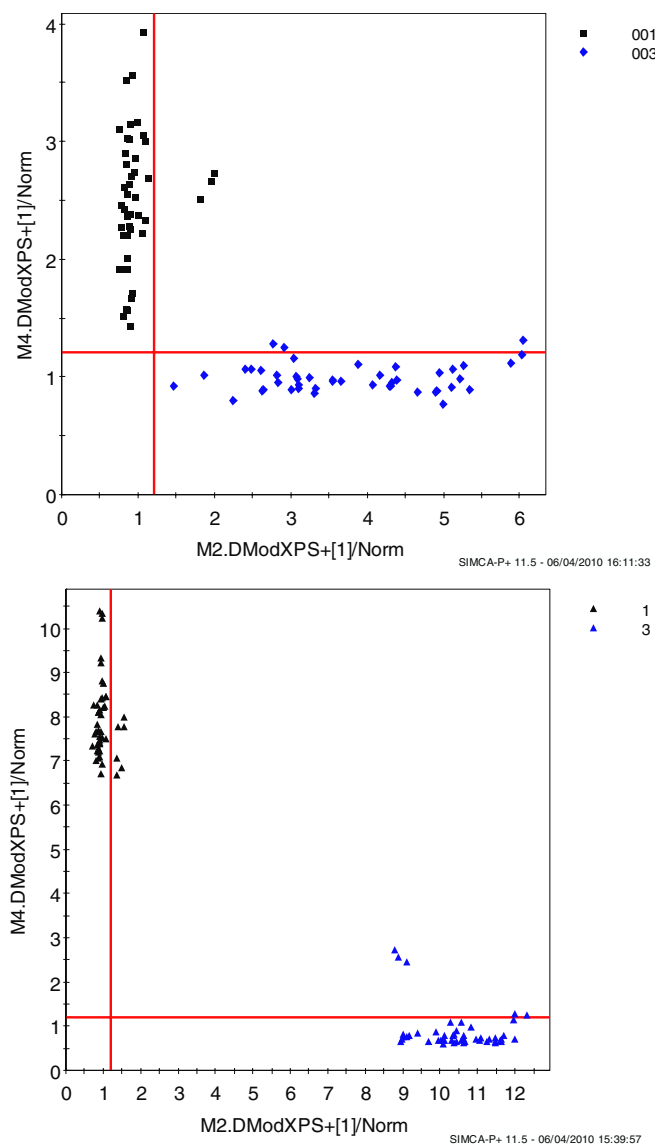 4
3
2
1
0
M4.DModXPS+[1]/Norm
0 1 2 3 4 5 6
M2.DModXPS+[1]/Norm
001
003
SIMCA-P+ 11.5 - 06/04/2010 16:11:33
10
9
8
7
6
5
4
3
2
1
0
M4.DModXPS+[1]/Norm
0 1 2 3 4 5 6 7 8 9 10 11 12
M2.DModXPS+[1]/Norm
1
3
SIMCA-P+ 11.5 - 06/04/2010 15:39:57